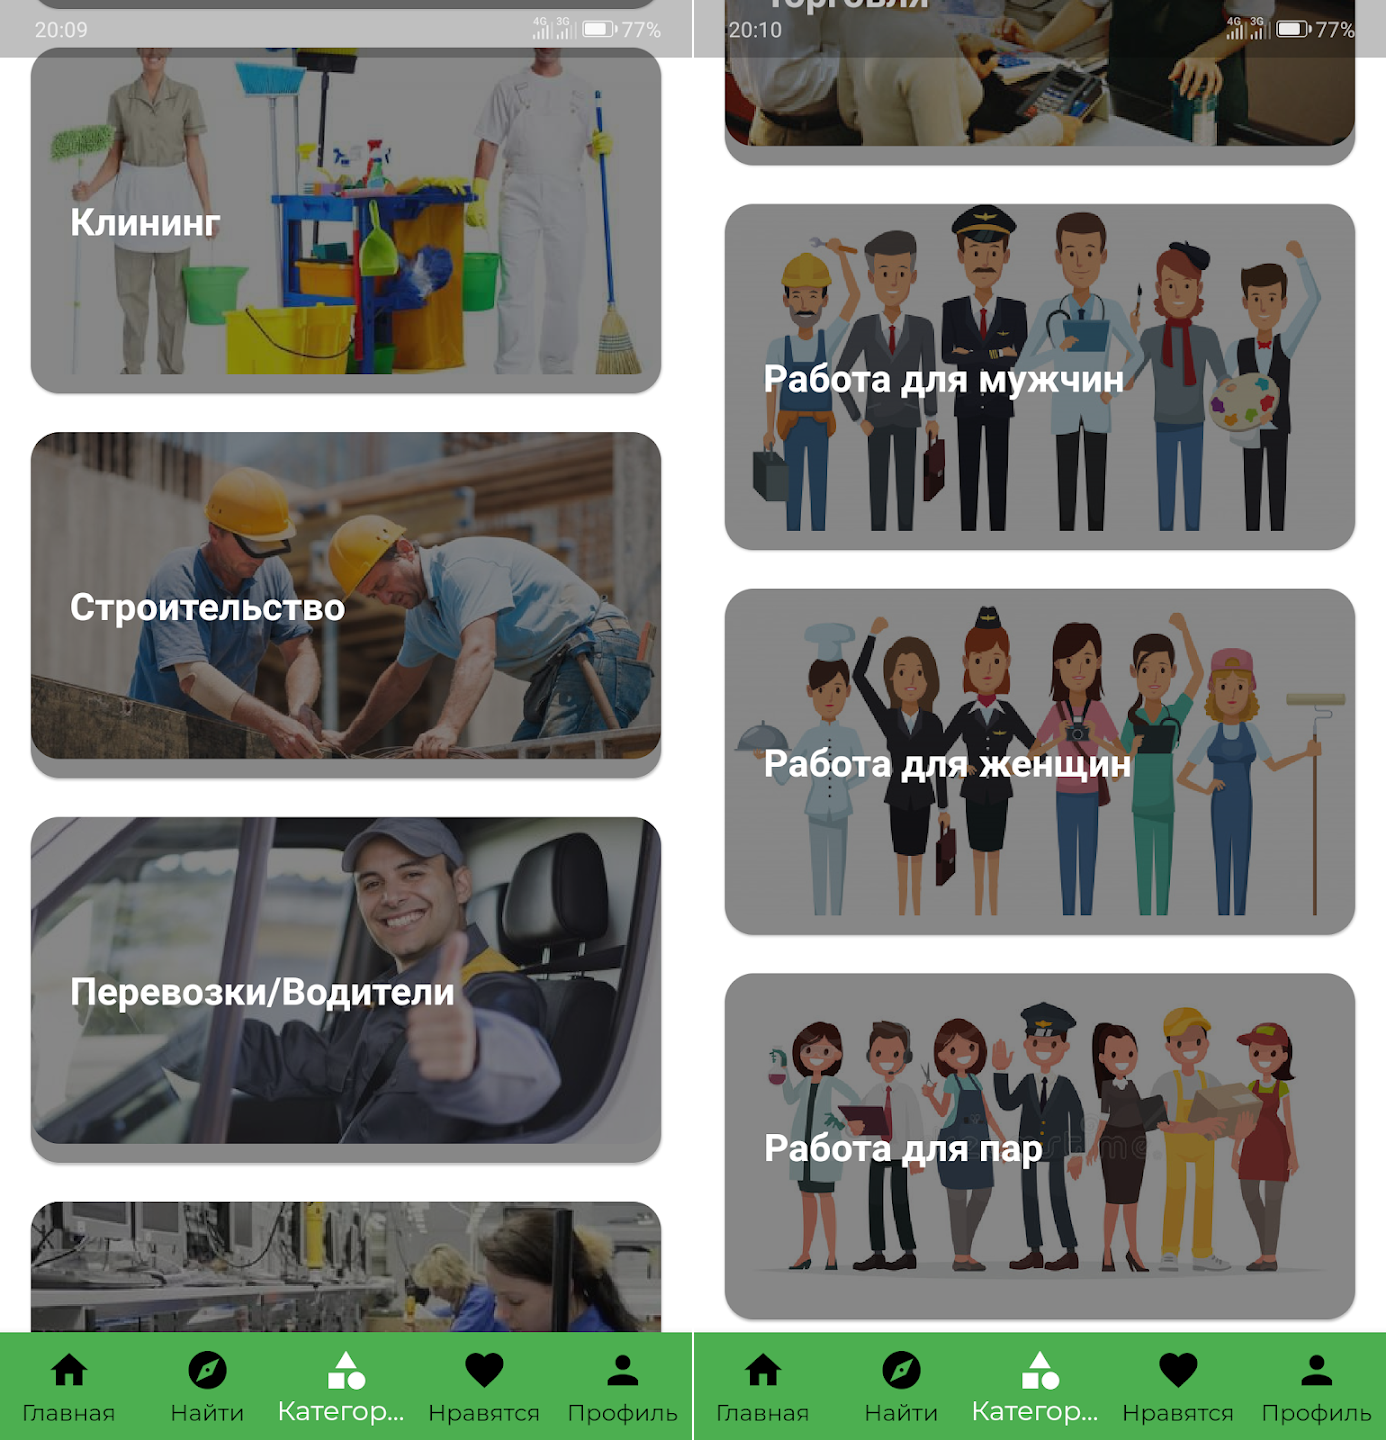 20:09
4G 3G 77%
Клининг
Строительство
Перевозки/Водители
Главная
Найти
Категор...
Нравятся
Профиль
Торговля
20:10
4G 3G 77%
Работа для мужчин
Работа для женщин
Работа для пар
Главная
Найти
Категор...
Нравятся
Профиль